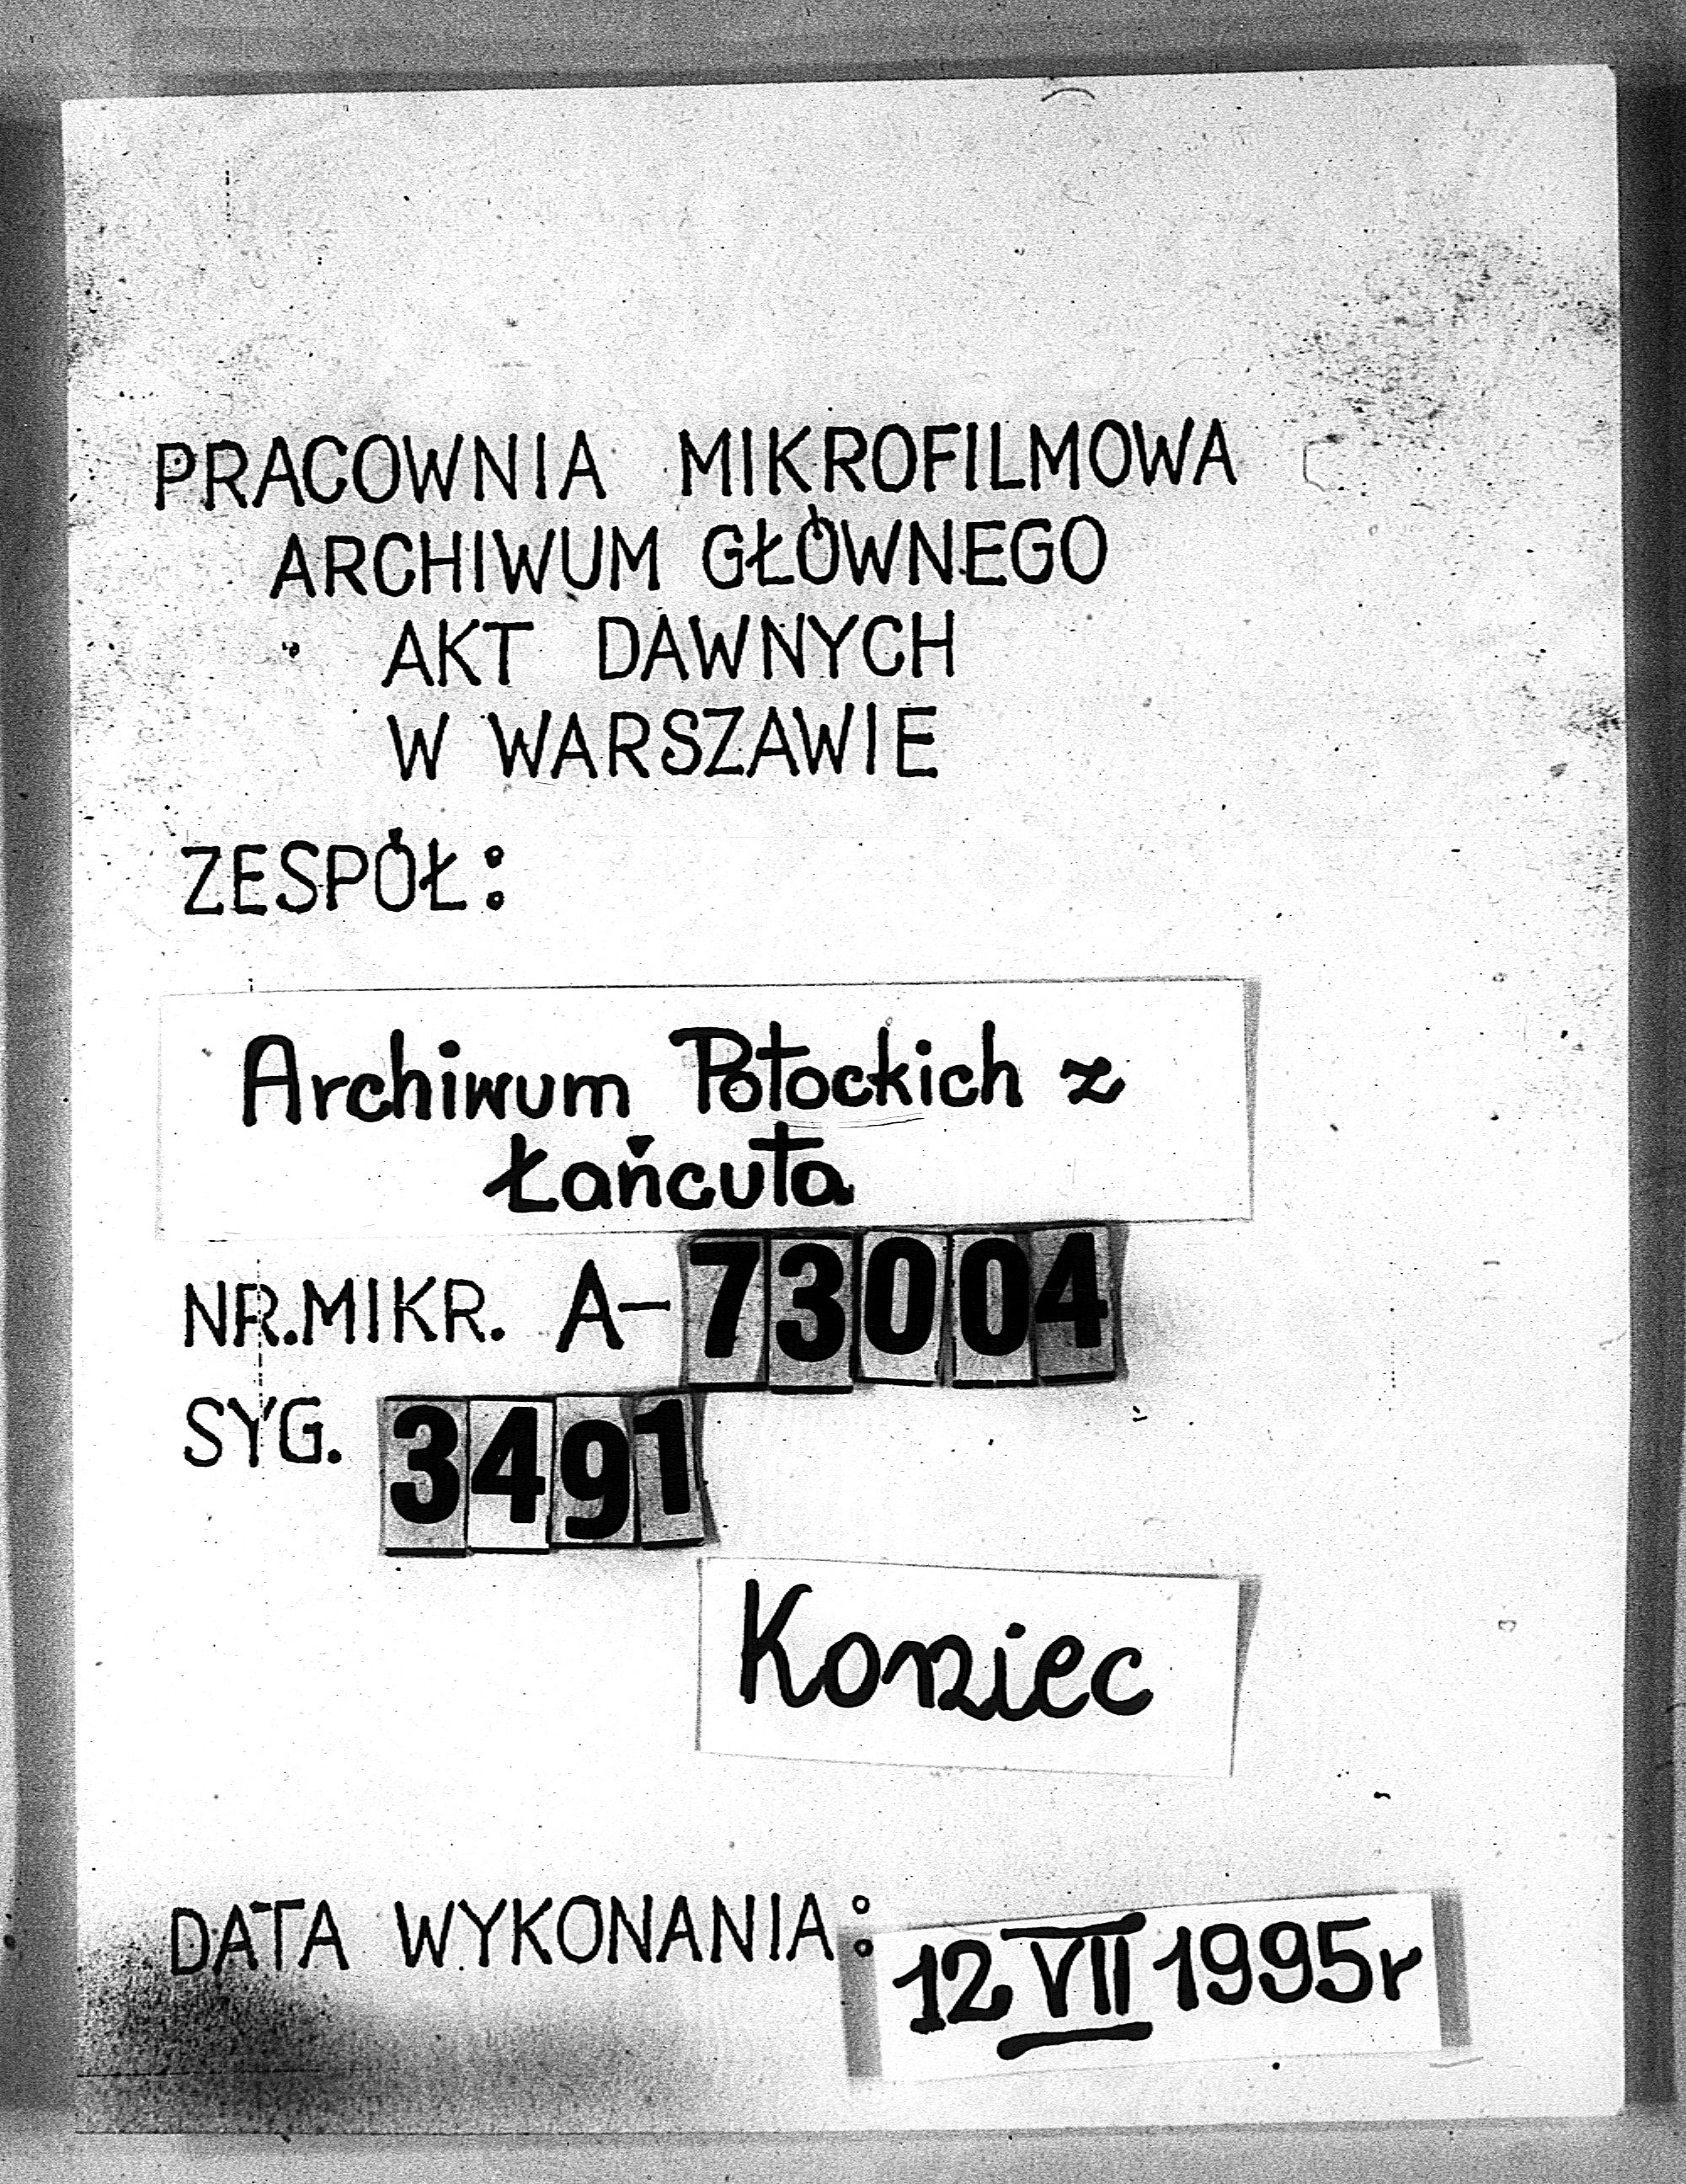 PRACOWNIA MIKROFILMOWA
ARCHIWUM GŁÓWNEGO
AKT DAWNYCH
W WARSZAWIE
ZESPÓŁ:
Archiwum Potockich z
Łańcuta
NR.MIKR. A-73004
SYG. 3491
Koniec
DATA WYKONANIA: 12 VII 1995r